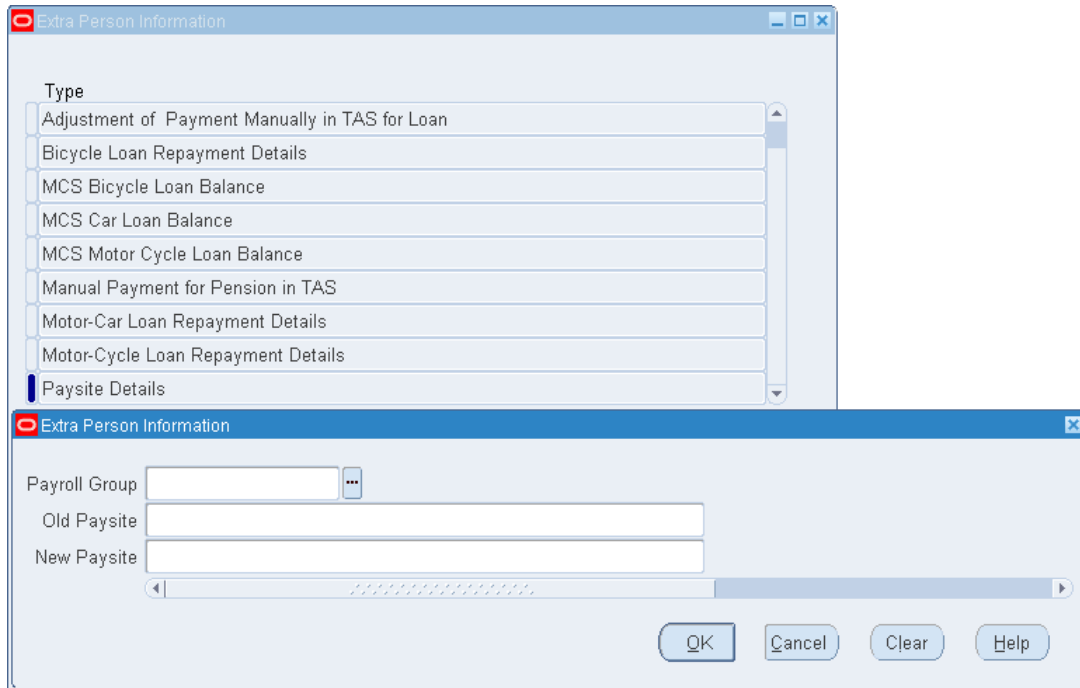 Extra Person Information
Type
Adjustment of  Payment Manually in TAS for Loan
Bicycle Loan Repayment Details
MCS Bicycle Loan Balance
MCS Car Loan Balance
MCS Motor Cycle Loan Balance
Manual Payment for Pension in TAS
Motor-Car Loan Repayment Details
Motor-Cycle Loan Repayment Details
Paysite Details
Extra Person Information
Payroll Group
Old Paysite
New Paysite
OK Cancel Clear Help